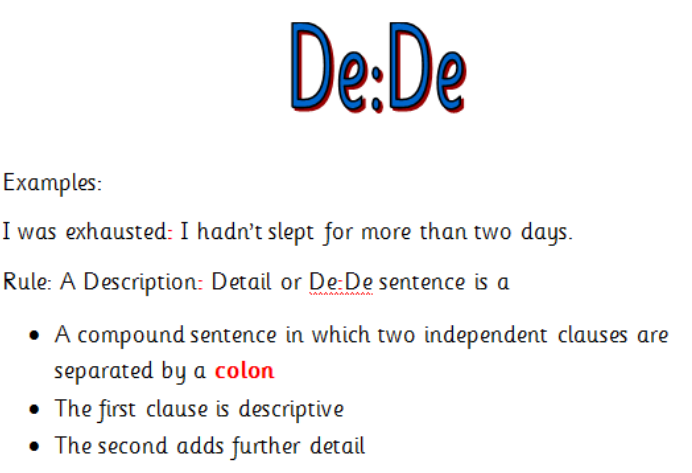 De:De
Examples:
I was exhausted: I hadn't slept for more than two days.
Rule: A Description: Detail or De:De sentence is a
• A compound sentence in which two independent clauses are
separated by a colon
• The first clause is descriptive
• The second adds further detail